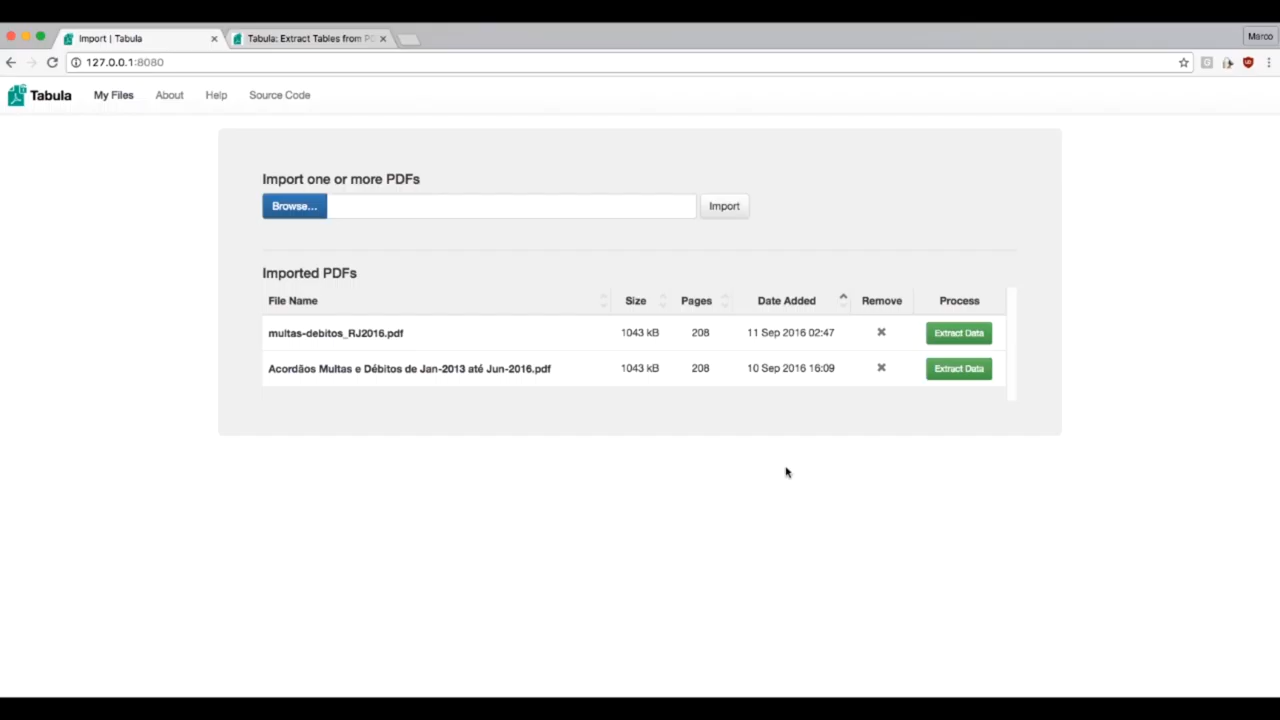 Import | Tabula
Tabula: Extract Tables from P
Marco
127.0.0.1:8080
Tabula My Files About Help Source Code
Import one or more PDFs
Browse... Import
Imported PDFs
File Name Size Pages Date Added Remove Process
multas-debitos_RJ2016.pdf 1043 kB 208 11 Sep 2016 02:47 Extract Data
Acordãos Multas e Débitos de Jan-2013 até Jun-2016.pdf 1043 kB 208 10 Sep 2016 16:09 Extract Data